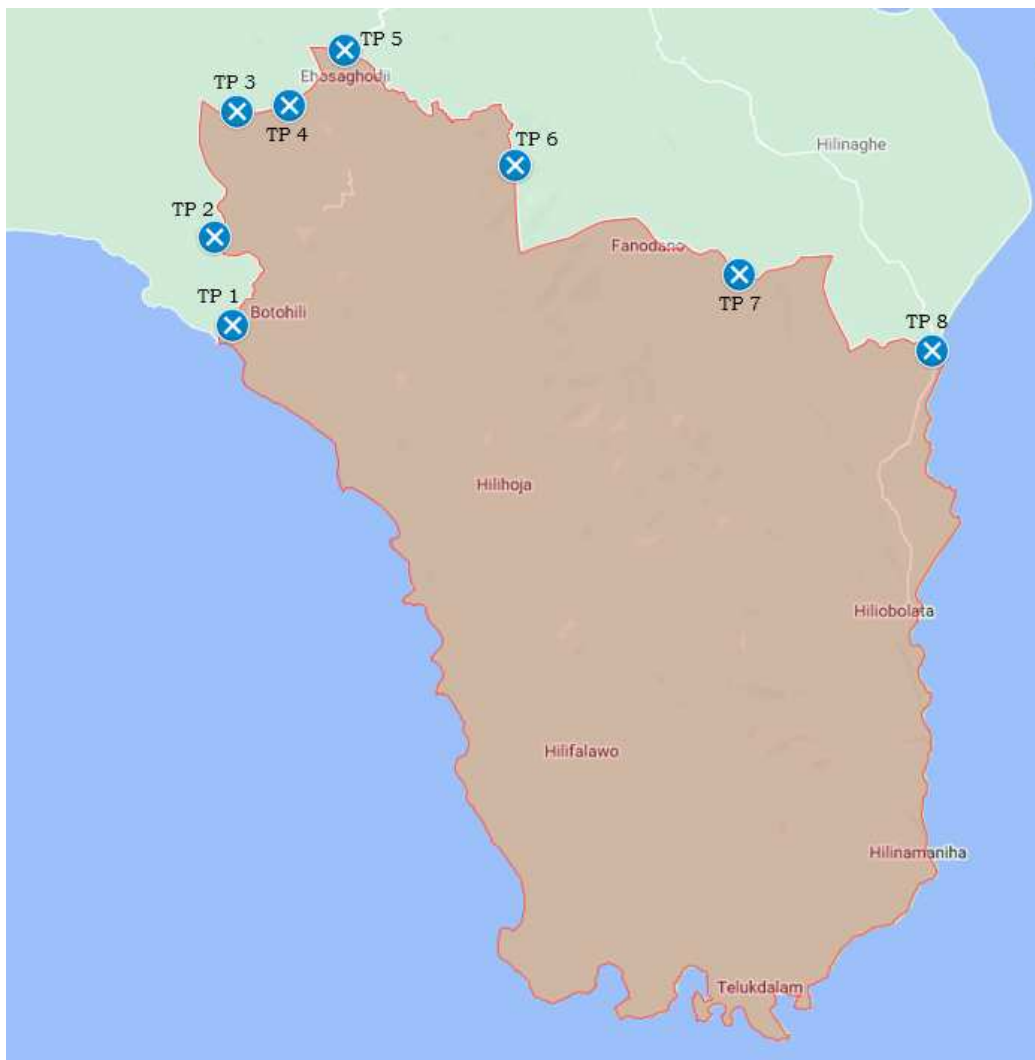 TP 5
Ehosaghodji
TP 3
TP 4
TP 6
Hilinaghe
TP 2
Fanodano
TP 7
TP 1
Botohili
TP 8
Hilihoja
Hiliobolata
Hilifalawo
Hilinamaniha
Telukdalam